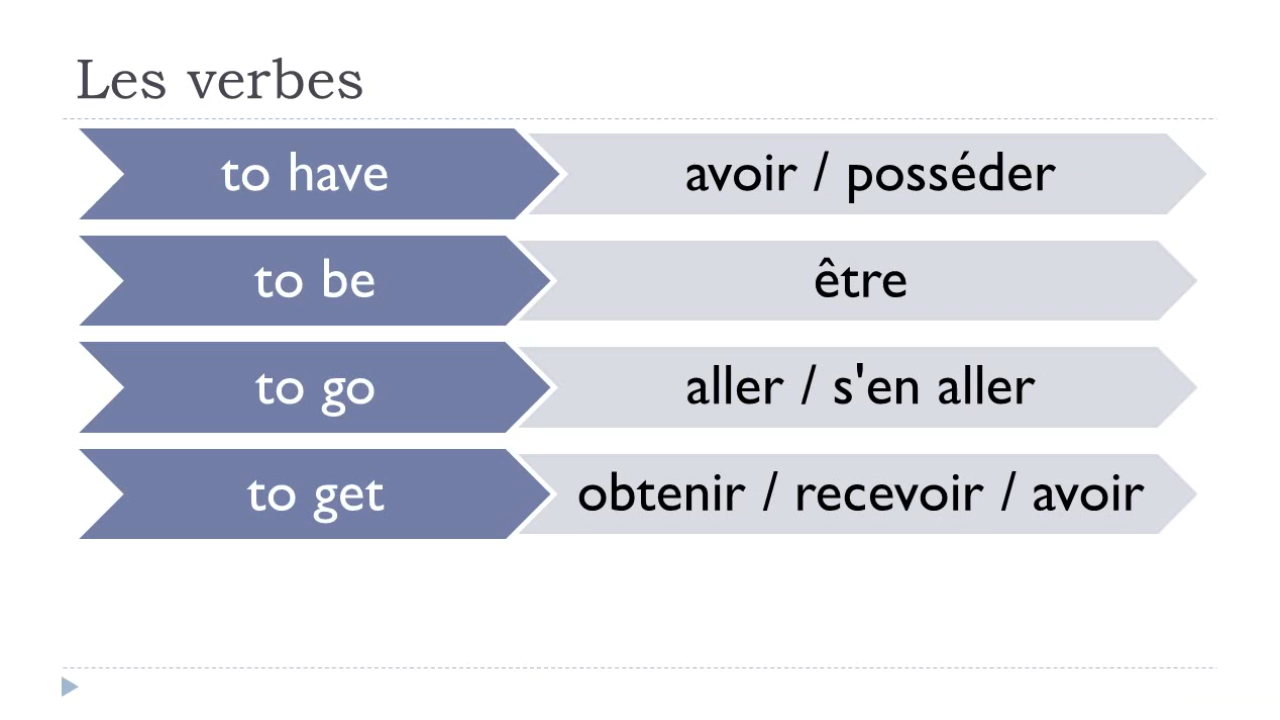 Les verbes
to have avoir / posséder
to be être
to go aller / s'en aller
to get obtenir / recevoir / avoir